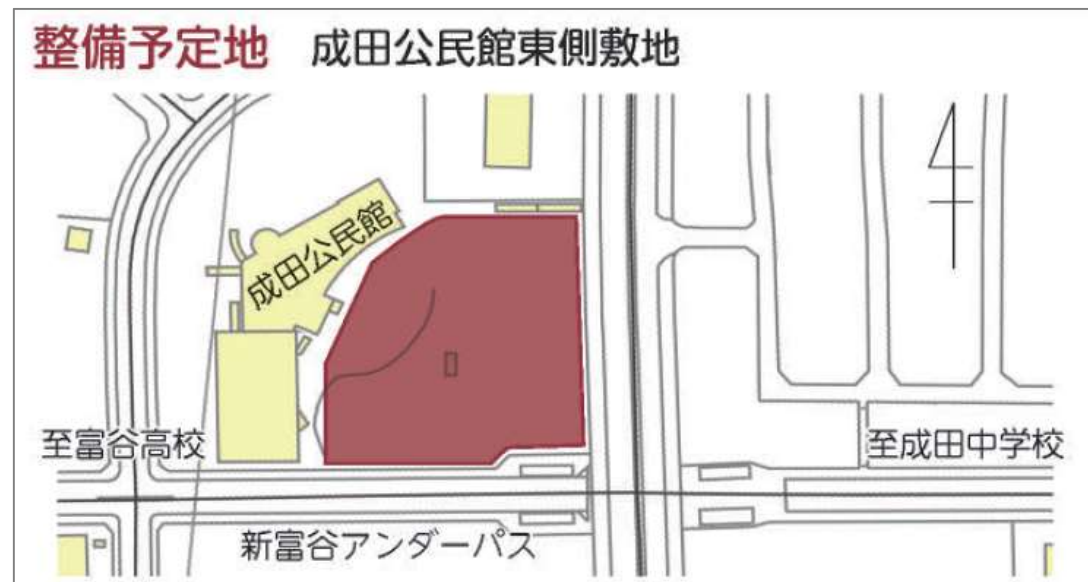 整備予定地 成田公民館東側敷地
成田公民館
至富谷高校
至成田中学校
新富谷アンダーパス